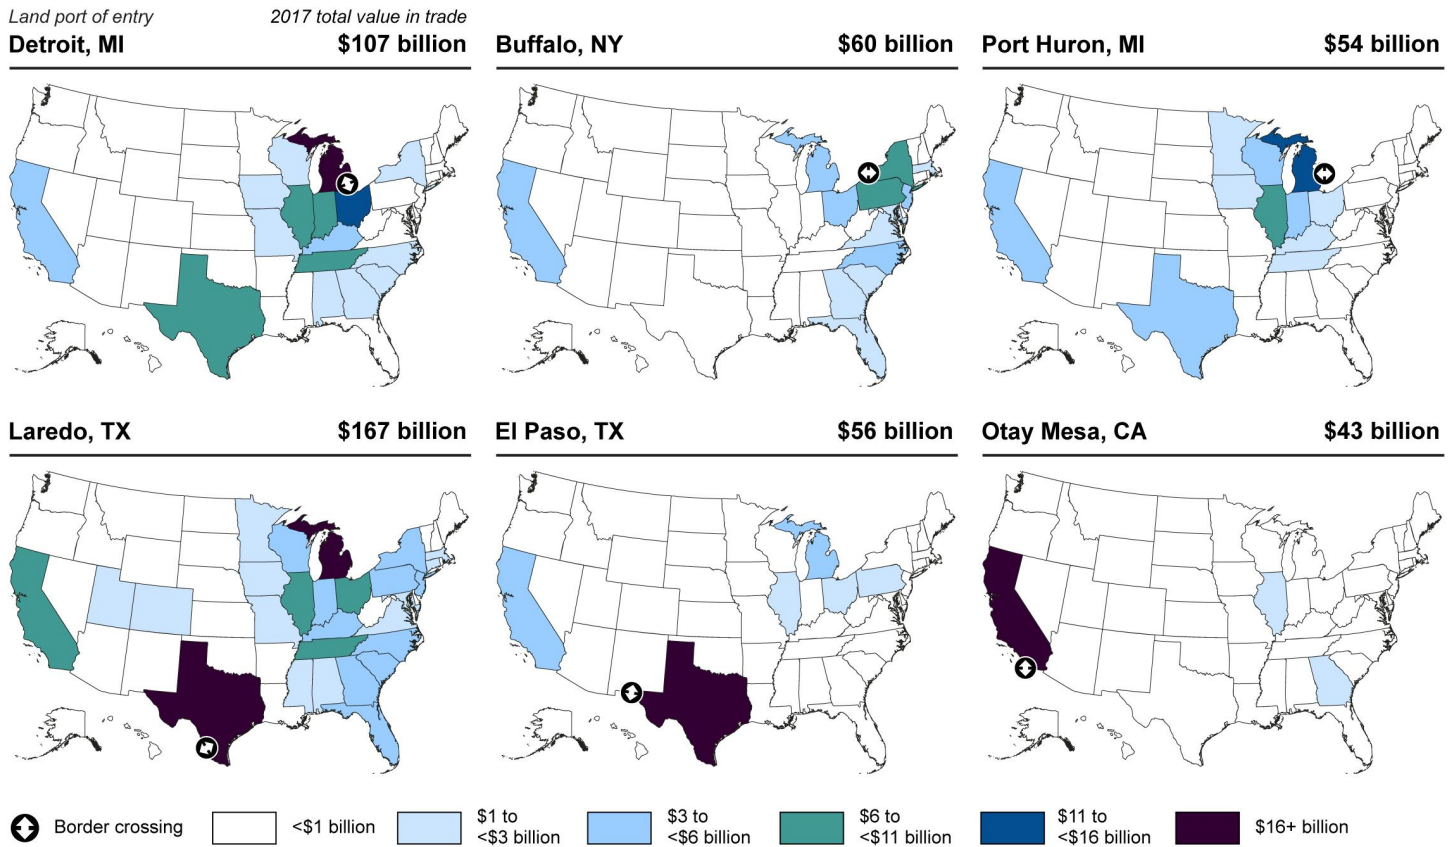 Land port of entry 2017 total value in trade
Detroit, MI $107 billion
Buffalo, NY $60 billion
Port Huron, MI $54 billion
Laredo, TX $167 billion
El Paso, TX $56 billion
Otay Mesa, CA $43 billion
Border crossing
<$1 billion
$1 to
<$3 billion
$3 to
<$6 billion
$6 to
<$11 billion
$11 to
<$16 billion
$16+ billion